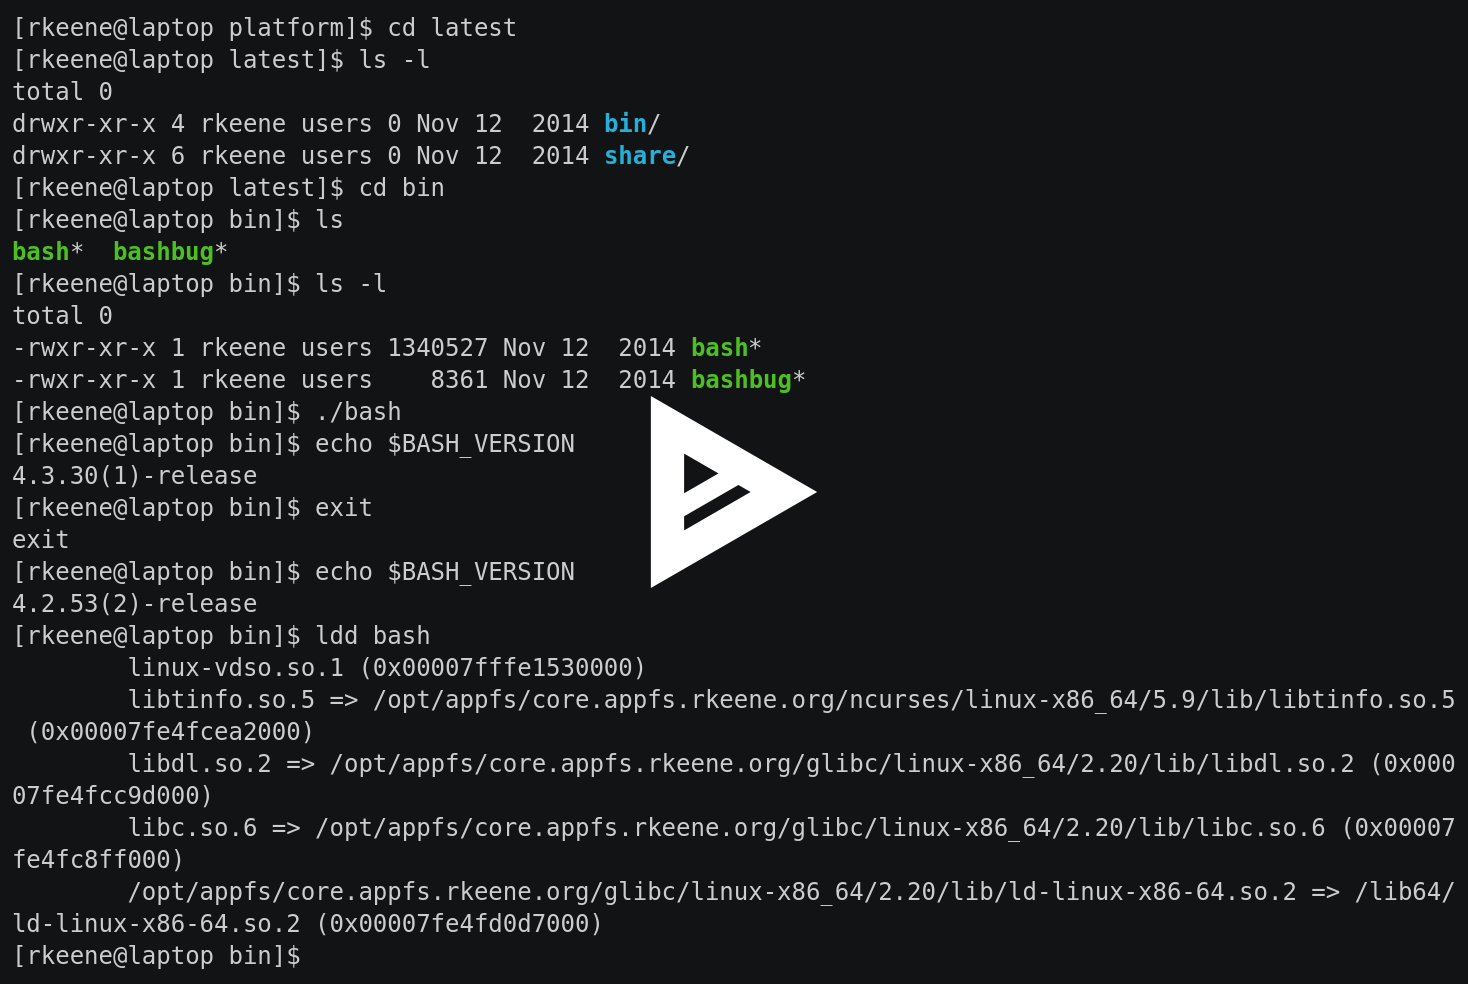 [rkeene@laptop platform]$ cd latest
[rkeene@laptop latest]$ ls -l
total 0
drwxr-xr-x 4 rkeene users 0 Nov 12  2014 bin/
drwxr-xr-x 6 rkeene users 0 Nov 12  2014 share/
[rkeene@laptop latest]$ cd bin
[rkeene@laptop bin]$ ls
bash*  bashbug*
[rkeene@laptop bin]$ ls -l
total 0
-rwxr-xr-x 1 rkeene users 1340527 Nov 12  2014 bash*
-rwxr-xr-x 1 rkeene users    8361 Nov 12  2014 bashbug*
[rkeene@laptop bin]$ ./bash
[rkeene@laptop bin]$ echo $BASH_VERSION
4.3.30(1)-release
[rkeene@laptop bin]$ exit
exit
[rkeene@laptop bin]$ echo $BASH_VERSION
4.2.53(2)-release
[rkeene@laptop bin]$ ldd bash
        linux-vdso.so.1 (0x00007fffe1530000)
        libtinfo.so.5 => /opt/appfs/core.appfs.rkeene.org/ncurses/linux-x86_64/5.9/lib/libtinfo.so.5
 (0x00007fe4fcea2000)
        libdl.so.2 => /opt/appfs/core.appfs.rkeene.org/glibc/linux-x86_64/2.20/lib/libdl.so.2 (0x000
07fe4fcc9d000)
        libc.so.6 => /opt/appfs/core.appfs.rkeene.org/glibc/linux-x86_64/2.20/lib/libc.so.6 (0x00007
fe4fc8ff000)
        /opt/appfs/core.appfs.rkeene.org/glibc/linux-x86_64/2.20/lib/ld-linux-x86-64.so.2 => /lib64/
ld-linux-x86-64.so.2 (0x00007fe4fd0d7000)
[rkeene@laptop bin]$